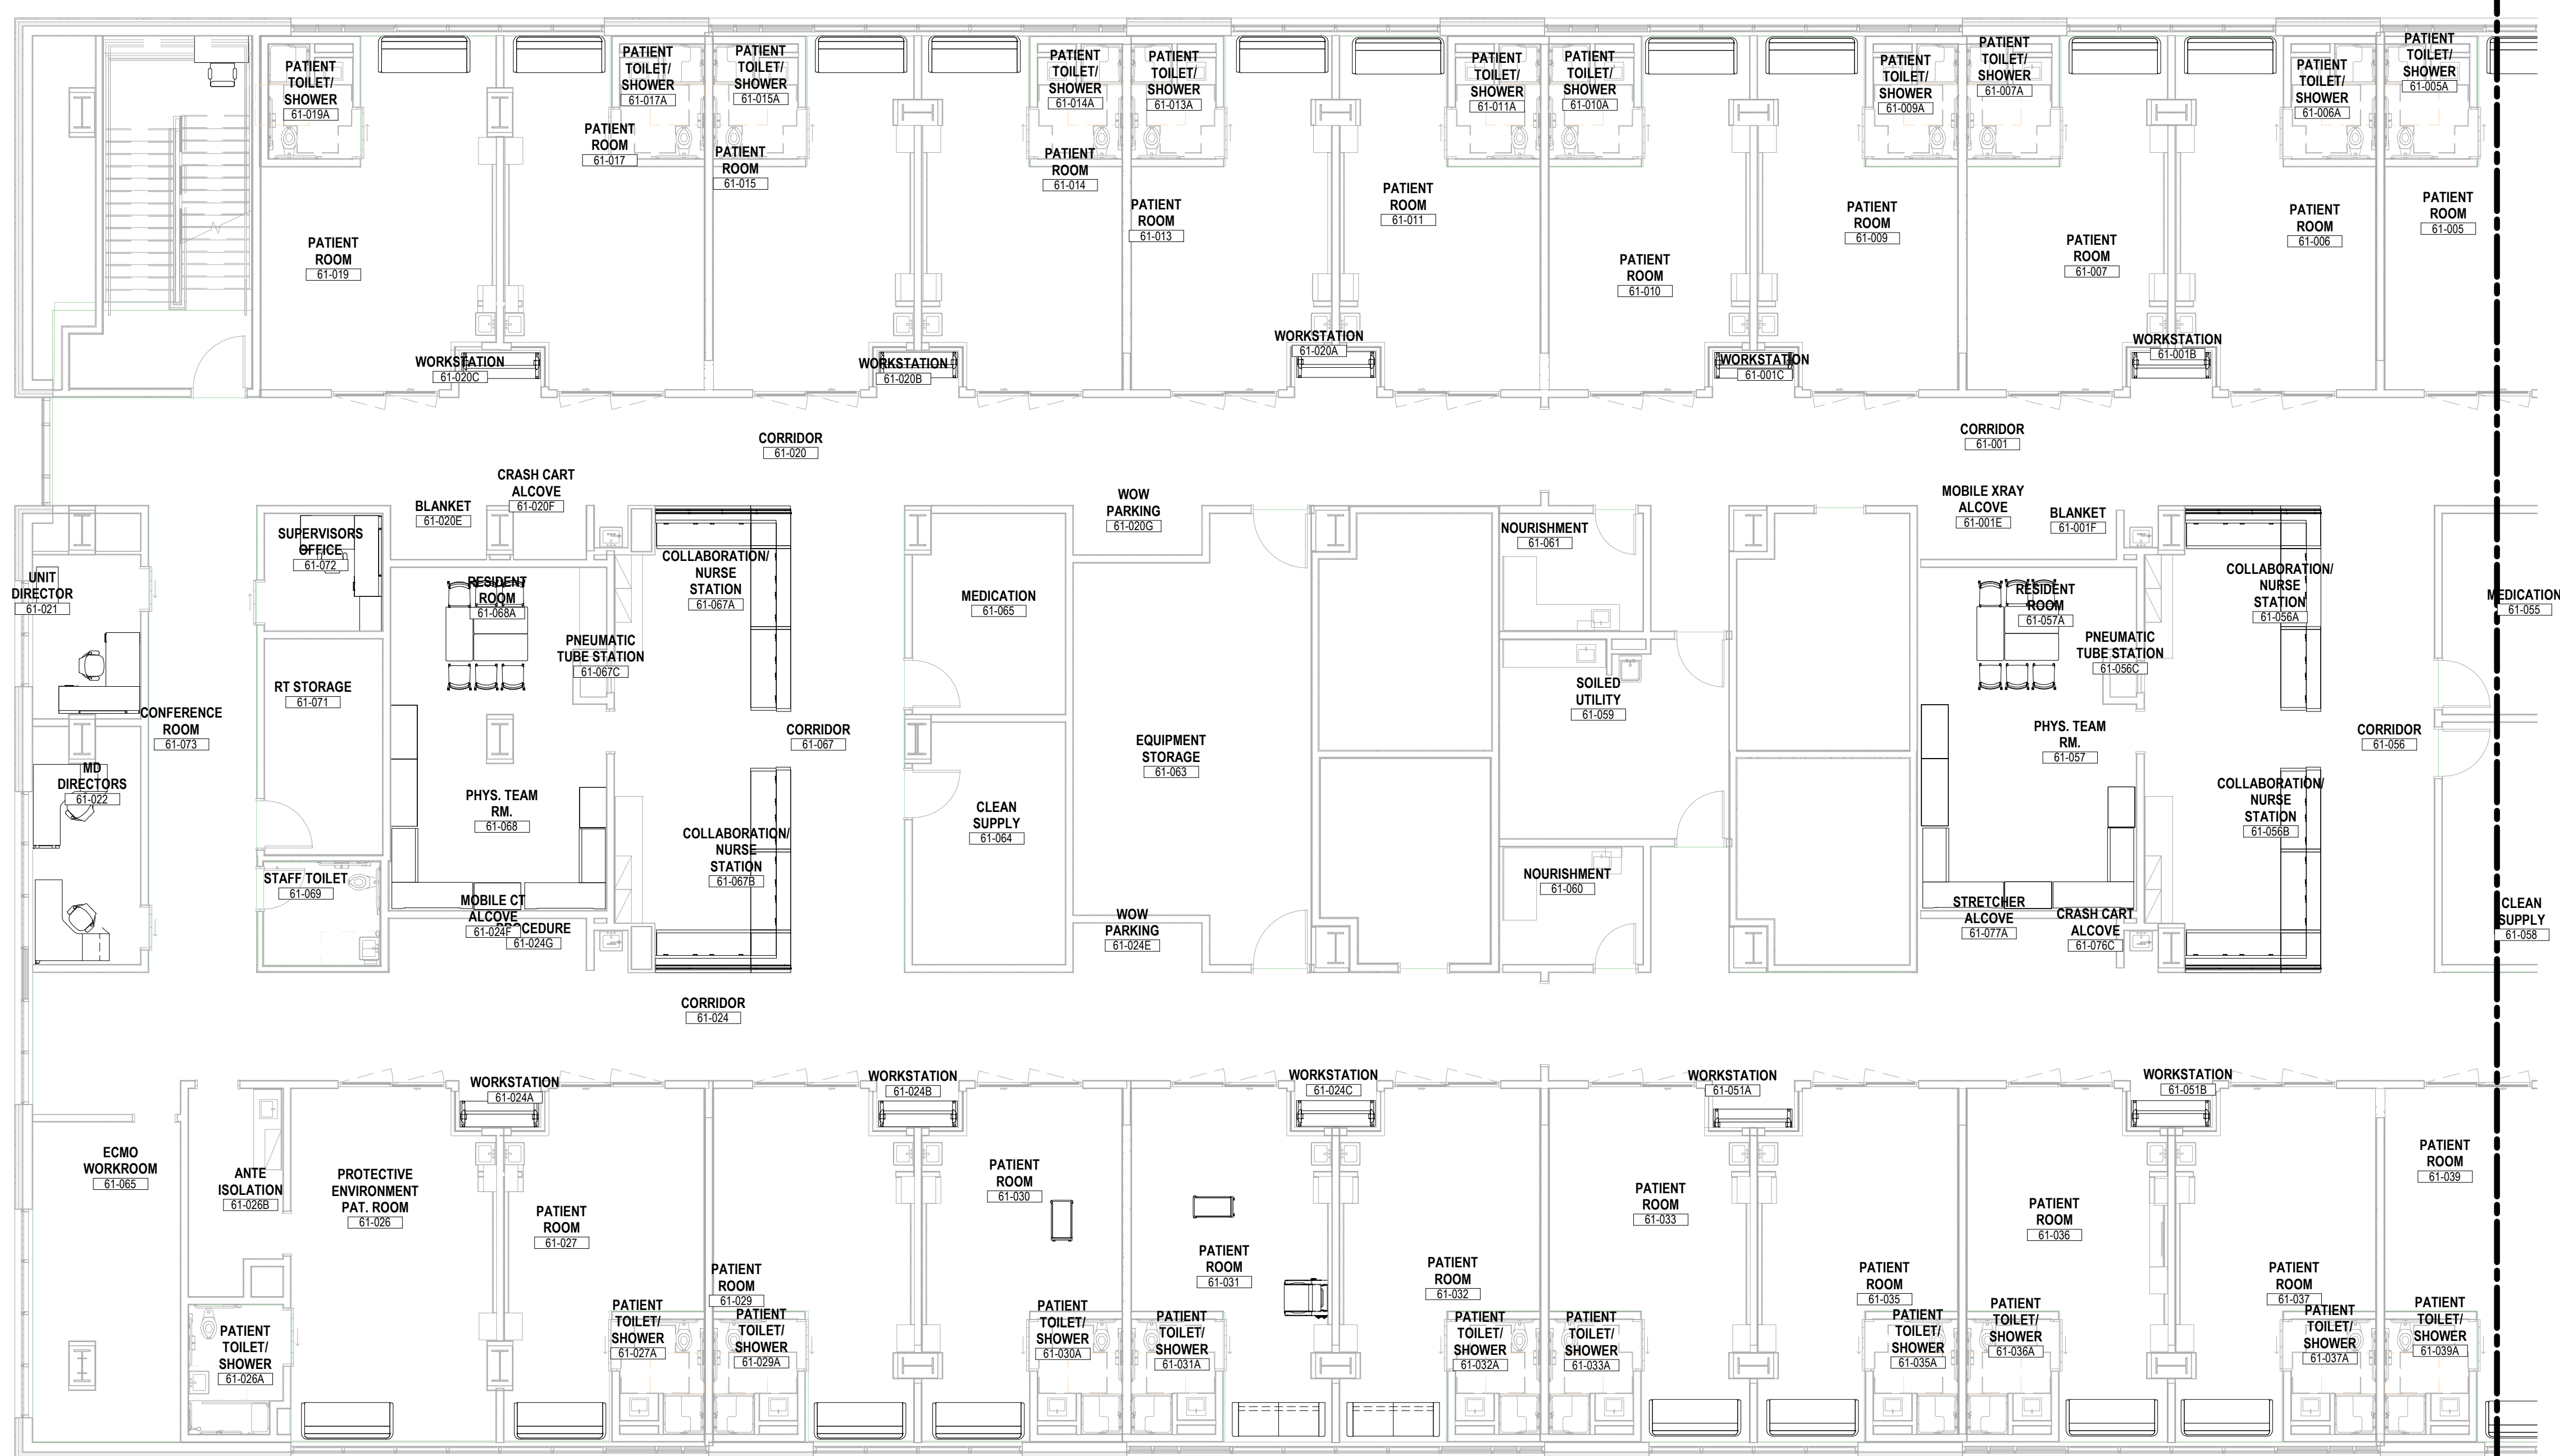 PATIENT
TOILET/
SHOWER
61-019A
PATIENT
TOILET/
SHOWER
61-017A
PATIENT
TOILET/
SHOWER
61-015A
PATIENT
TOILET/
SHOWER
61-014A
PATIENT
TOILET/
SHOWER
61-013A
PATIENT
TOILET/
SHOWER
61-011A
PATIENT
TOILET/
SHOWER
61-010A
PATIENT
TOILET/
SHOWER
61-009A
PATIENT
TOILET/
SHOWER
61-007A
PATIENT
TOILET/
SHOWER
61-006A
PATIENT
TOILET/
SHOWER
61-005A
PATIENT
ROOM
61-019
PATIENT
ROOM
61-017
PATIENT
ROOM
61-015
PATIENT
ROOM
61-014
PATIENT
ROOM
61-013
PATIENT
ROOM
61-011
PATIENT
ROOM
61-010
PATIENT
ROOM
61-009
PATIENT
ROOM
61-007
PATIENT
ROOM
61-006
PATIENT
ROOM
61-005
WORKSTATION
61-020C
WORKSTATION
61-020B
WORKSTATION
61-020A
WORKSTATION
61-001C
WORKSTATION
61-001B
CORRIDOR
61-020
CORRIDOR
61-001
BLANKET
61-020E
CRASH CART
ALCOVE
61-020F
WOW
PARKING
61-020G
NOURISHMENT
61-061
MOBILE XRAY
ALCOVE
61-001E
BLANKET
61-001F
UNIT
DIRECTOR
61-021
SUPERVISORS
OFFICE
61-072
RESIDENT
ROOM
61-068A
COLLABORATION/
NURSE
STATION
61-067A
PNEUMATIC
TUBE STATION
61-067C
MEDICATION
61-065
RESIDENT
ROOM
61-057A
PNEUMATIC
TUBE STATION
61-056C
COLLABORATION/
NURSE
STATION
61-056A
MEDICATION
61-055
CONFERENCE
ROOM
61-073
RT STORAGE
61-071
CORRIDOR
61-067
EQUIPMENT
STORAGE
61-063
SOILED
UTILITY
61-059
PHYS. TEAM
RM.
61-057
CORRIDOR
61-056
MD
DIRECTORS
61-022
PHYS. TEAM
RM.
61-068
CLEAN
SUPPLY
61-064
COLLABORATION/
NURSE
STATION
61-067B
COLLABORATION/
NURSE
STATION
61-056B
STAFF TOILET
61-069
MOBILE CT
ALCOVE
61-024F
61-024G
WOW
PARKING
61-024E
NOURISHMENT
61-060
STRETCHER
ALCOVE
61-077A
CRASH CART
ALCOVE
61-076C
CLEAN
SUPPLY
61-058
CORRIDOR
61-024
WORKSTATION
61-024A
WORKSTATION
61-024B
WORKSTATION
61-024C
WORKSTATION
61-051A
WORKSTATION
61-051B
ECMO
WORKROOM
61-065
ANTE
ISOLATION
61-026B
PROTECTIVE
ENVIRONMENT
PAT. ROOM
61-026
PATIENT
ROOM
61-027
PATIENT
ROOM
61-029
PATIENT
ROOM
61-030
PATIENT
ROOM
61-031
PATIENT
ROOM
61-032
PATIENT
ROOM
61-033
PATIENT
ROOM
61-035
PATIENT
ROOM
61-036
PATIENT
ROOM
61-037
PATIENT
ROOM
61-039
PATIENT
TOILET/
SHOWER
61-026A
PATIENT
TOILET/
SHOWER
61-027A
PATIENT
TOILET/
SHOWER
61-029A
PATIENT
TOILET/
SHOWER
61-030A
PATIENT
TOILET/
SHOWER
61-031A
PATIENT
TOILET/
SHOWER
61-032A
PATIENT
TOILET/
SHOWER
61-033A
PATIENT
TOILET/
SHOWER
61-035A
PATIENT
TOILET/
SHOWER
61-036A
PATIENT
TOILET/
SHOWER
61-037A
PATIENT
TOILET/
SHOWER
61-039A